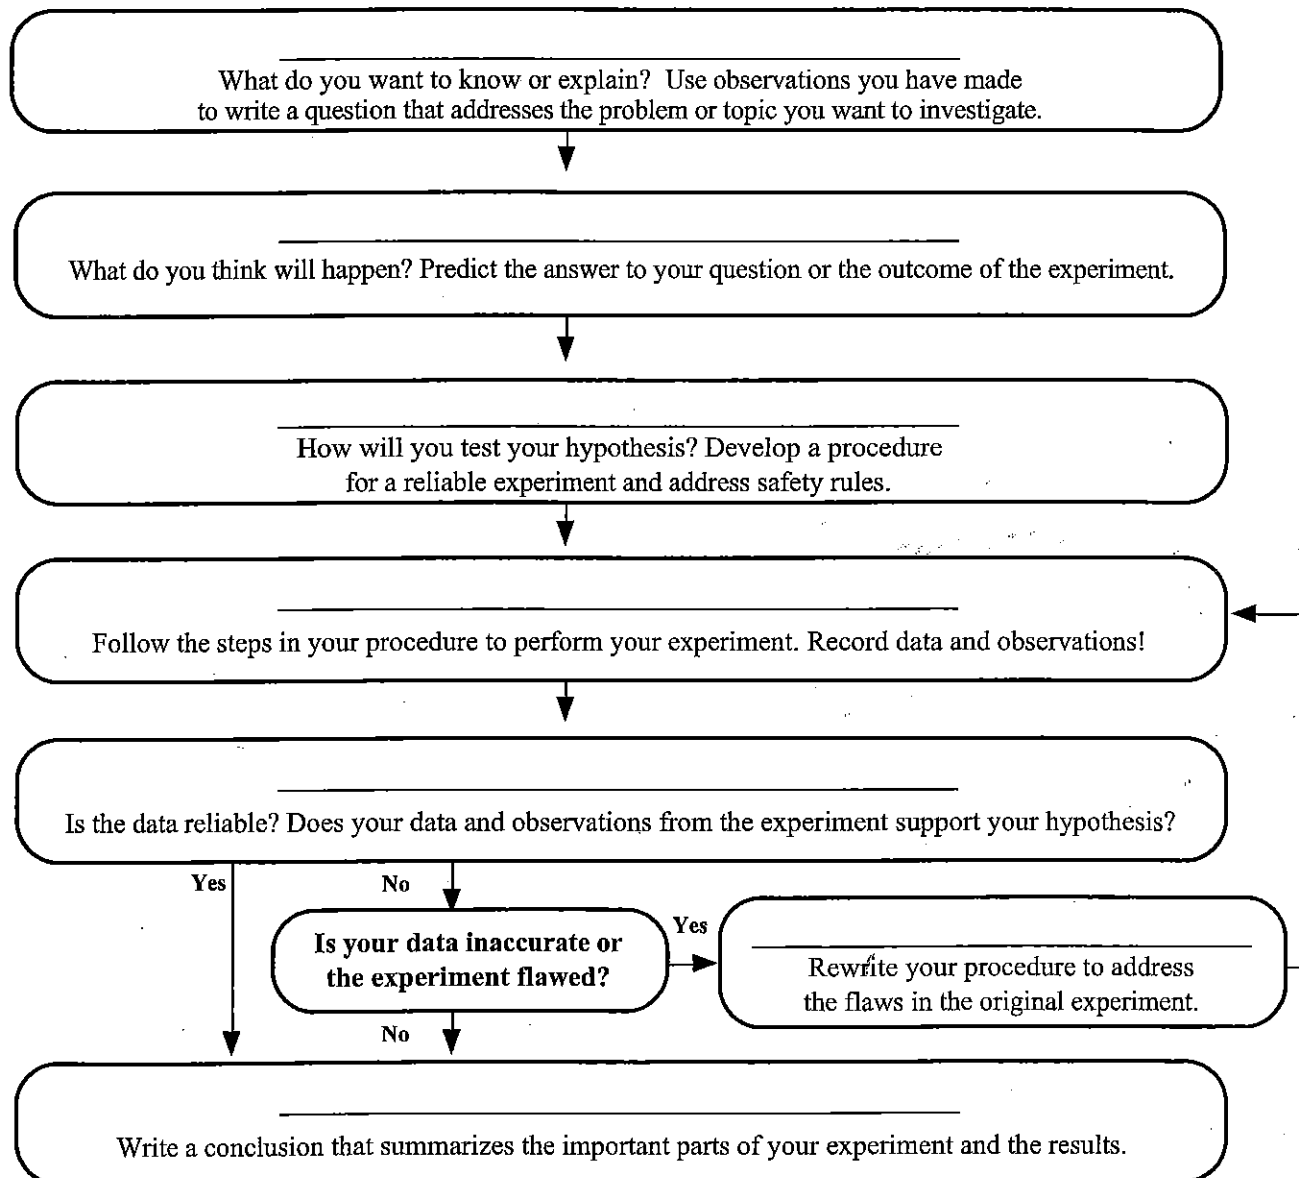 What do you want to know or explain? Use observations you have made
to write a question that addresses the problem or topic you want to investigate.
What do you think will happen? Predict the answer to your question or the outcome of the experiment.
How will you test your hypothesis? Develop a procedure
for a reliable experiment and address safety rules.
Follow the steps in your procedure to perform your experiment. Record data and observations!
Is the data reliable? Does your data and observations from the experiment support your hypothesis?
Yes
No
Is your data inaccurate or
the experiment flawed?
Yes
Rewrite your procedure to address
the flaws in the original experiment.
No
Write a conclusion that summarizes the important parts of your experiment and the results.